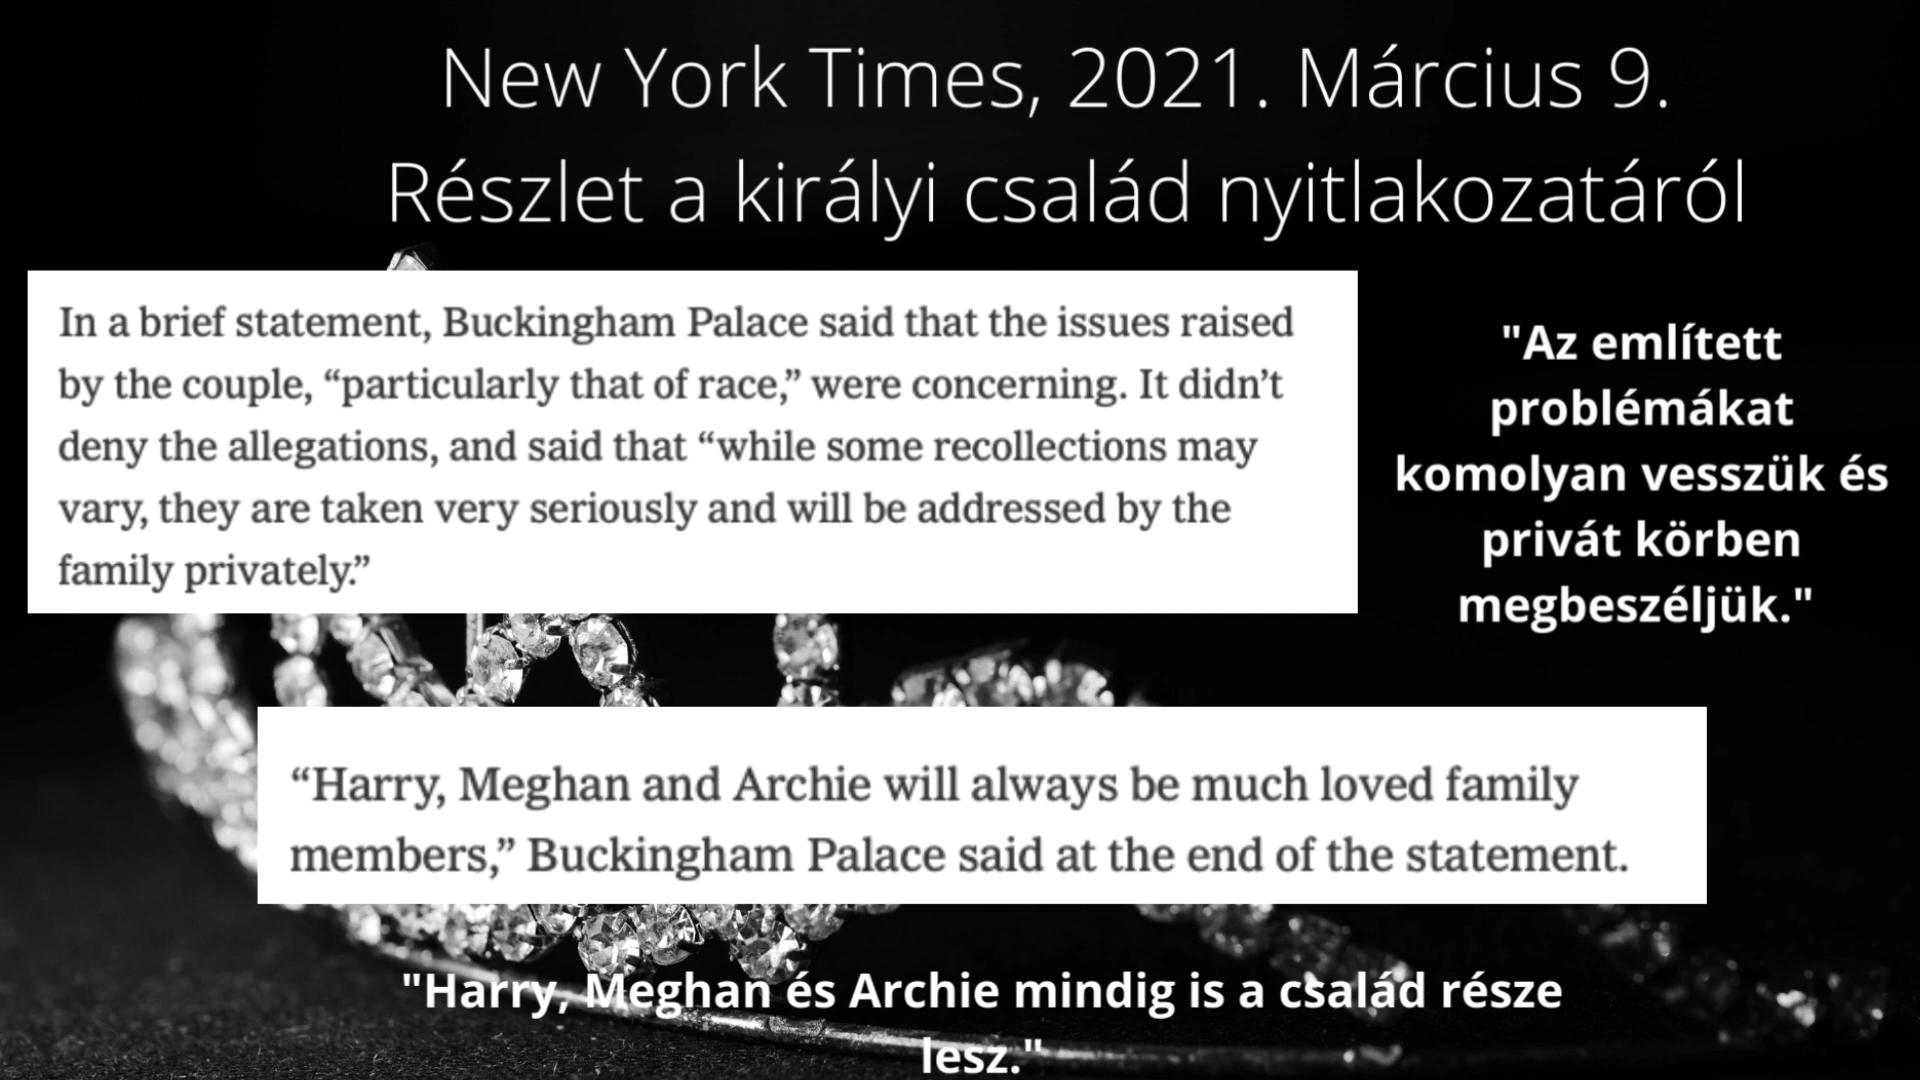 New York Times, 2021. Március 9.
Részlet a királyi család nyitlakozatáról
In a brief statement, Buckingham Palace said that the issues raised
by the couple, “particularly that of race,” were concerning. It didn’t
deny the allegations, and said that “while some recollections may
vary, they are taken very seriously and will be addressed by the
family privately.”
"Az említett
problémákat
komolyan vesszük és
privát körben
megbeszéljük."
“Harry, Meghan and Archie will always be much loved family
members,” Buckingham Palace said at the end of the statement.
"Harry, Meghan és Archie mindig is a család része
lesz."